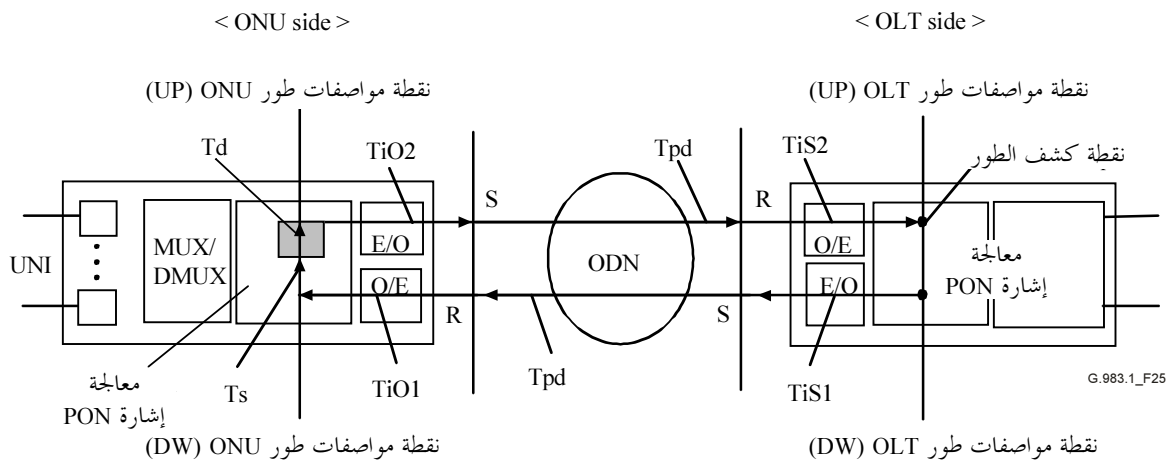 < ONU side >
< OLT side >
نقطة مواصفات طور ONU (UP)
نقطة مواصفات طور OLT (UP)
Td
TiO2
Tpd
TiS2
نقطة كشف الطور
S
R
UNI
MUX/
DMUX
E/O
O/E
ODN
O/E
E/O
معالجة
إشارة PON
R
S
معالجة
إشارة PON
Ts
TiO1
Tpd
TiS1
G.983.1_F25
نقطة مواصفات طور ONU (DW)
نقطة مواصفات طور OLT (DW)